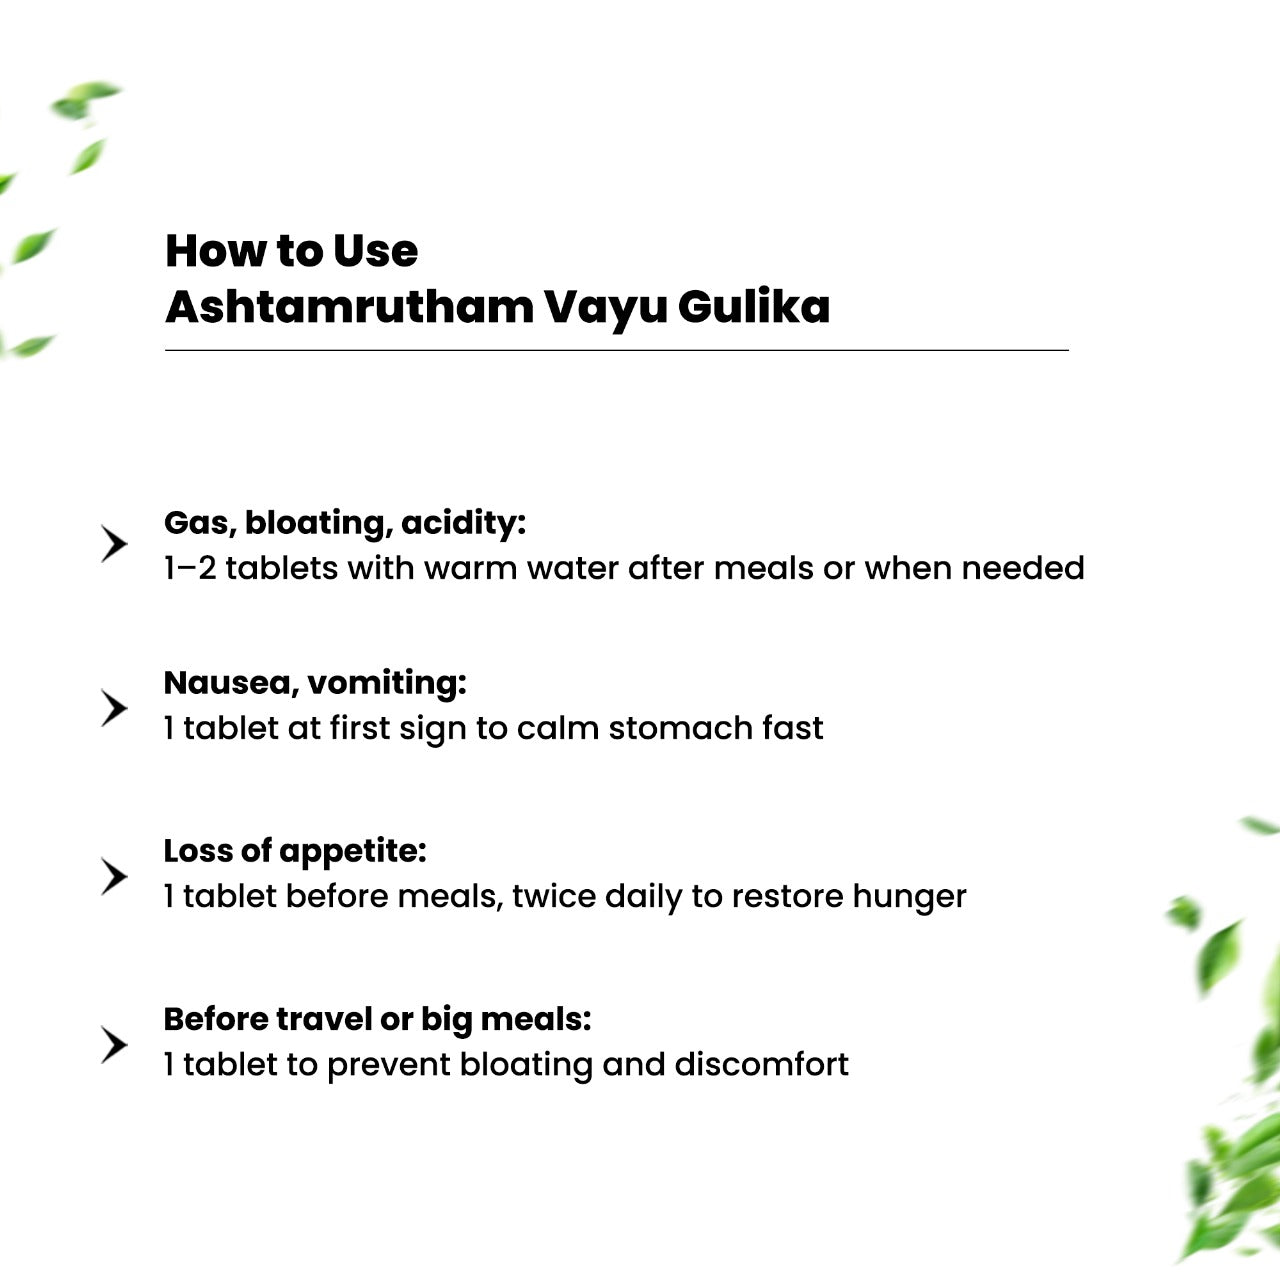 How to Use
Ashtamrutham Vayu Gulika
Gas, bloating, acidity:
1–2 tablets with warm water after meals or when needed
Nausea, vomiting:
1 tablet at first sign to calm stomach fast
Loss of appetite:
1 tablet before meals, twice daily to restore hunger
Before travel or big meals:
1 tablet to prevent bloating and discomfort